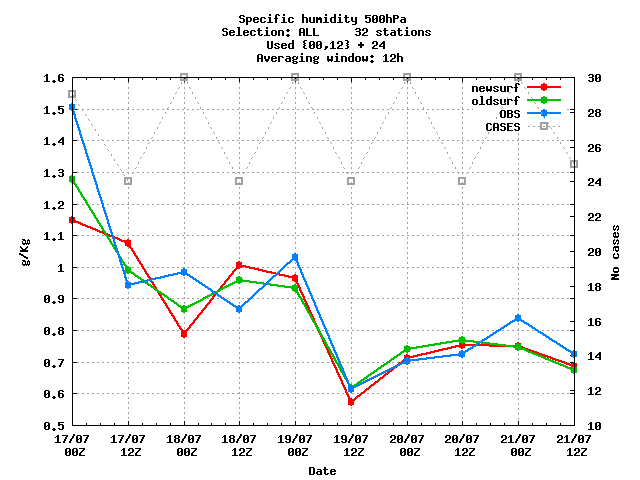 Specific humidity 500hPa
Selection: ALL     32 stations
Used {00,12} + 24
Averaging window: 12h
newsurf
oldsurf
OBS
CASES
1.6
1.5
1.4
1.3
1.2
1.1
1
0.9
0.8
0.7
0.6
0.5
g/Kg
30
28
26
24
22
20
18
16
14
12
10
No cases
17/07 17/07 18/07 18/07 19/07 19/07 20/07 20/07 21/07 21/07
00Z 12Z 00Z 12Z 00Z 12Z 00Z 12Z 00Z 12Z
Date